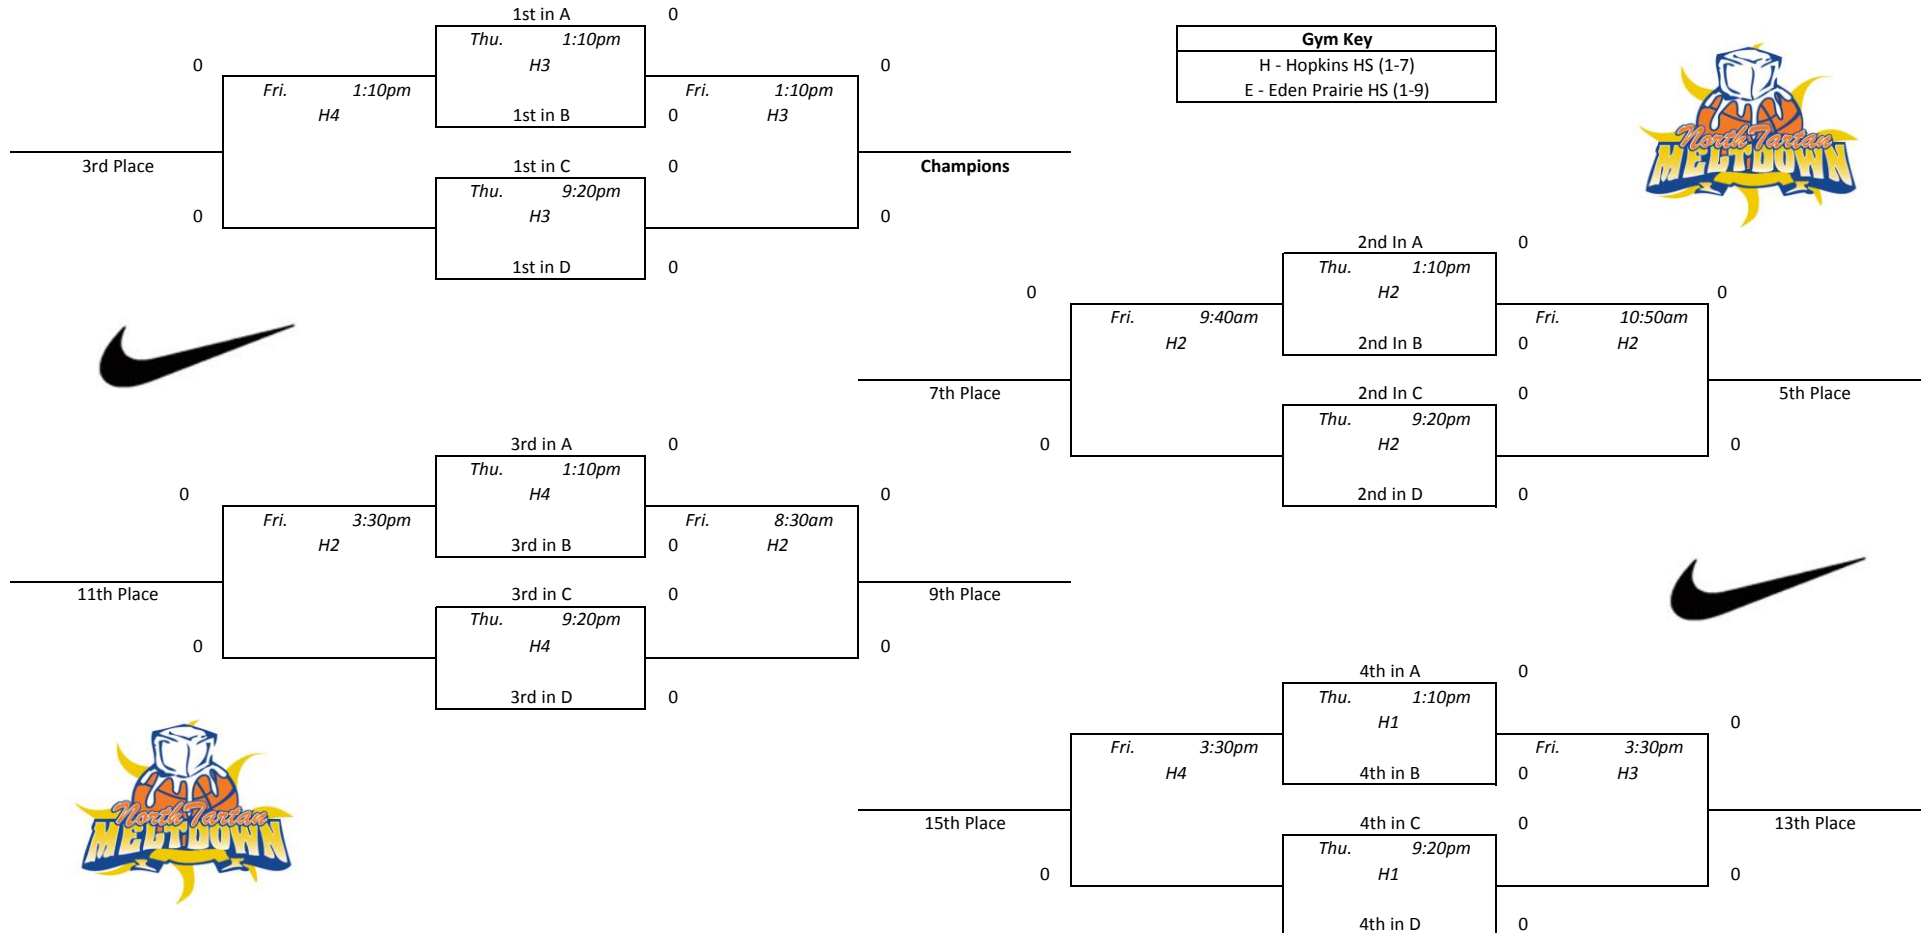 1st in A 0
Thu. 1:10pm
Gym Key
0 H3 0 H - Hopkins HS (1-7)
Fri. 1:10pm Fri. 1:10pm E - Eden Prairie HS (1-9)
H4 1st in B 0 H3
North Tartan
MELTDOWN
3rd Place 1st in C 0 Champions
Thu. 9:20pm
0 H3 0
2nd In A 0
1st in D 0 Thu. 1:10pm
0 H2 0
Fri. 9:40am Fri. 10:50am
H2 2nd In B 0 H2
7th Place 2nd In C 0 5th Place
Thu. 9:20pm
3rd in A 0 0 H2 0
Thu. 1:10pm
0 H4 0 2nd in D 0
Fri. 3:30pm Fri. 8:30am
H2 3rd in B 0 H2
11th Place 3rd in C 0 9th Place
Thu. 9:20pm
0 H4 0
4th in A 0
3rd in D 0 Thu. 1:10pm
H1 0
Fri. 3:30pm Fri. 3:30pm
H4 4th in B 0 H3
North Tartan
MELTDOWN
15th Place 4th in C 0 13th Place
Thu. 9:20pm
0 H1 0
4th in D 0